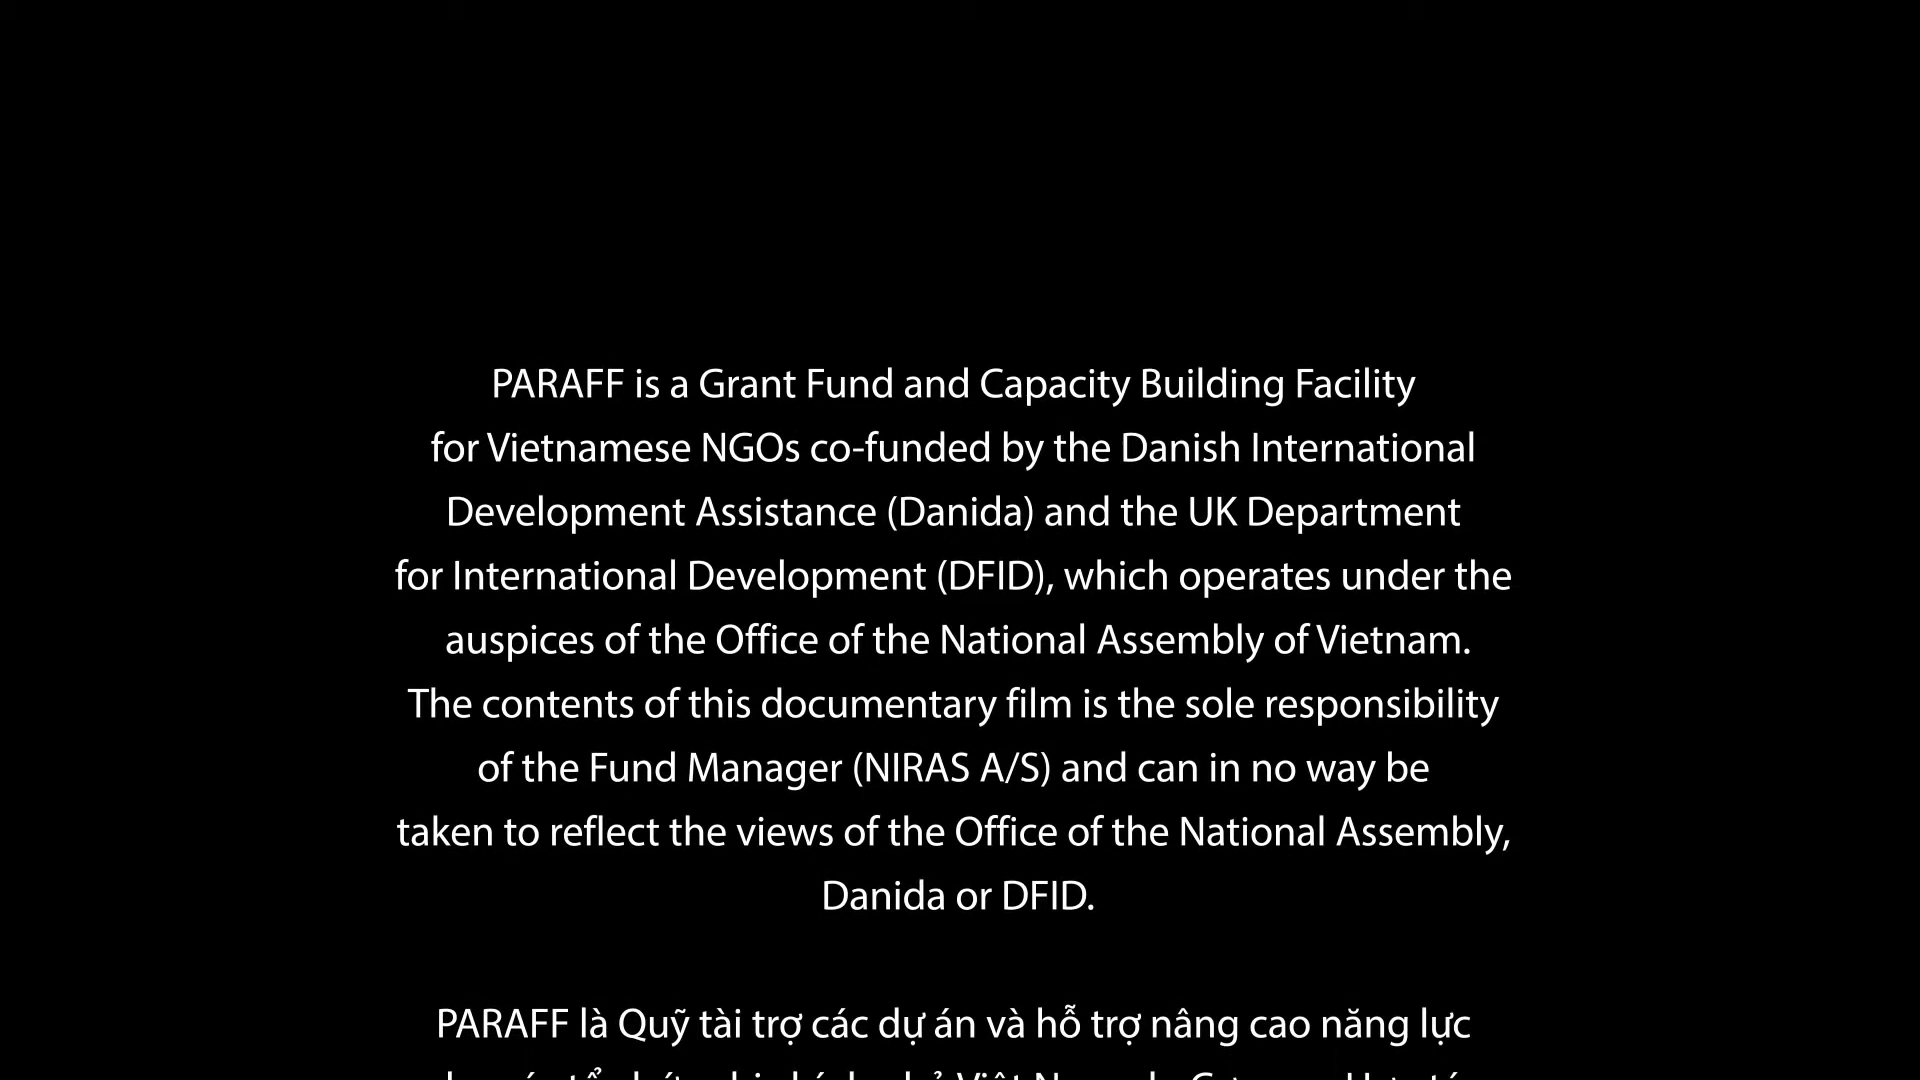 PARAFF is a Grant Fund and Capacity Building Facility
for Vietnamese NGOs co-funded by the Danish International
Development Assistance (Danida) and the UK Department
for International Development (DFID), which operates under the
auspices of the Office of the National Assembly of Vietnam.
The contents of this documentary film is the sole responsibility
of the Fund Manager (NIRAS A/S) and can in no way be
taken to reflect the views of the Office of the National Assembly,
Danida or DFID.
PARAFF là Quỹ tài trợ các dự án và hỗ trợ nâng cao năng lực